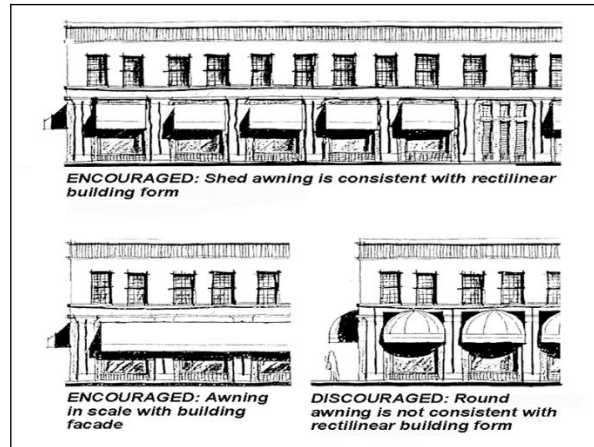 ENCOURAGED: Shed awning is consistent with rectilinear
building form
ENCOURAGED: Awning
in scale with building
facade
DISCOURAGED: Round
awning is not consistent with
rectilinear building form